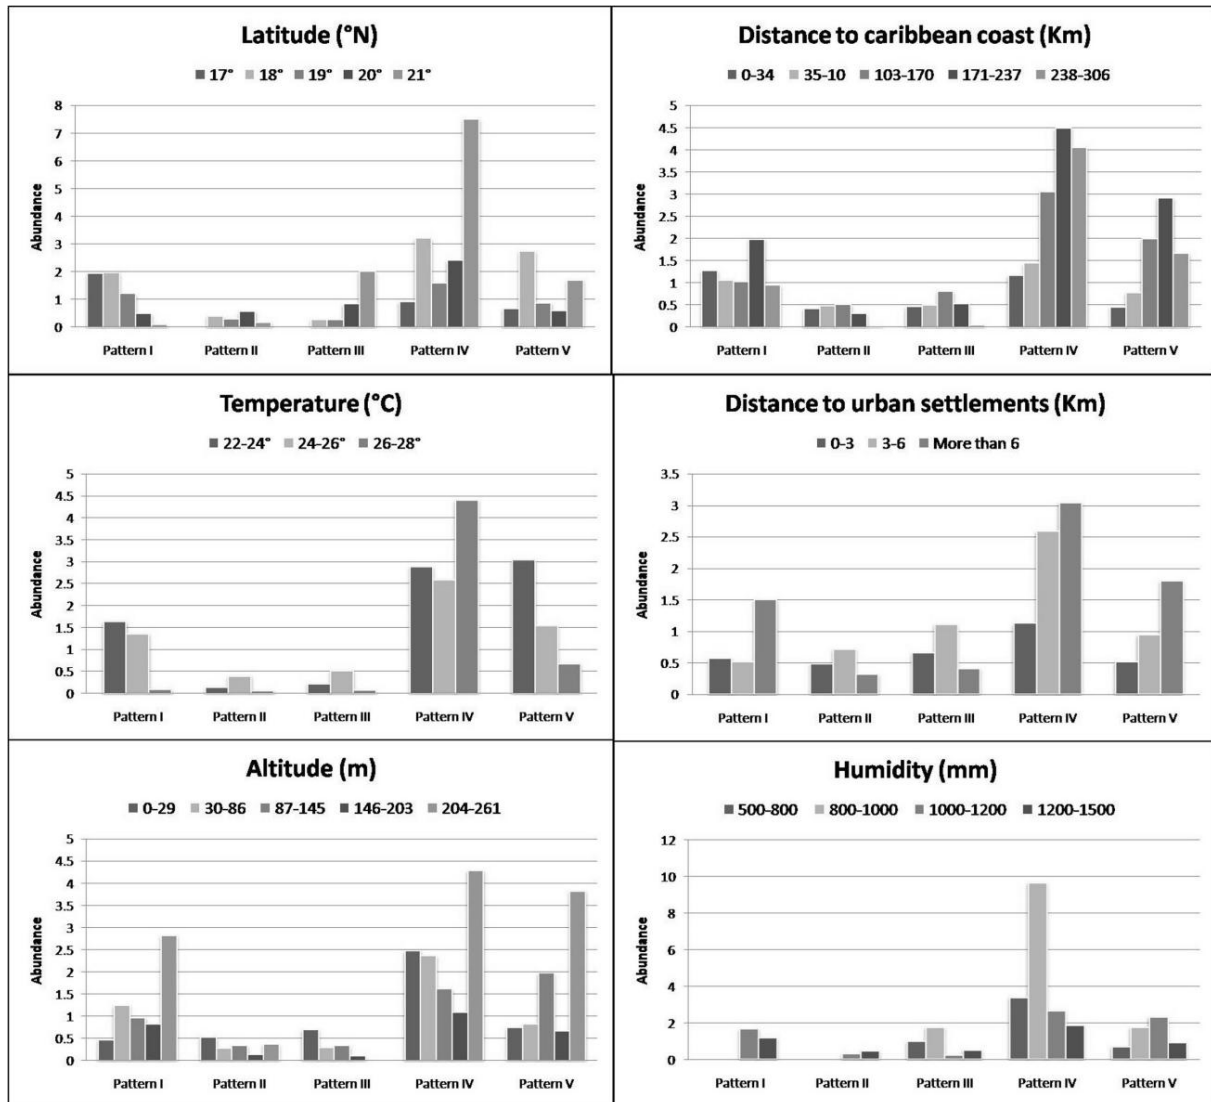 Latitude (°N)
17° 18° 19° 20° 21°
8
7
6
5
4
3
2
1
0
Abundance
Pattern I Pattern II Pattern III Pattern IV Pattern V
Distance to caribbean coast (Km)
0-34 35-10 103-170 171-237 238-306
5
4.5
4
3.5
3
2.5
2
1.5
1
0.5
0
Abundance
Pattern I Pattern II Pattern III Pattern IV Pattern V
Temperature (°C)
22-24° 24-26° 26-28°
5
4.5
4
3.5
3
2.5
2
1.5
1
0.5
0
Abundance
Pattern I Pattern II Pattern III Pattern IV Pattern V
Distance to urban settlements (Km)
0-3 3-6 More than 6
3.5
3
2.5
2
1.5
1
0.5
0
Abundance
Pattern I Pattern II Pattern III Pattern IV Pattern V
Altitude (m)
0-29 30-86 87-145 146-203 204-261
5
4.5
4
3.5
3
2.5
2
1.5
1
0.5
0
Abundance
Pattern I Pattern II Pattern III Pattern IV Pattern V
Humidity (mm)
500-800 800-1000 1000-1200 1200-1500
12
10
8
6
4
2
0
Abundance
Pattern I Pattern II Pattern III Pattern IV Pattern V